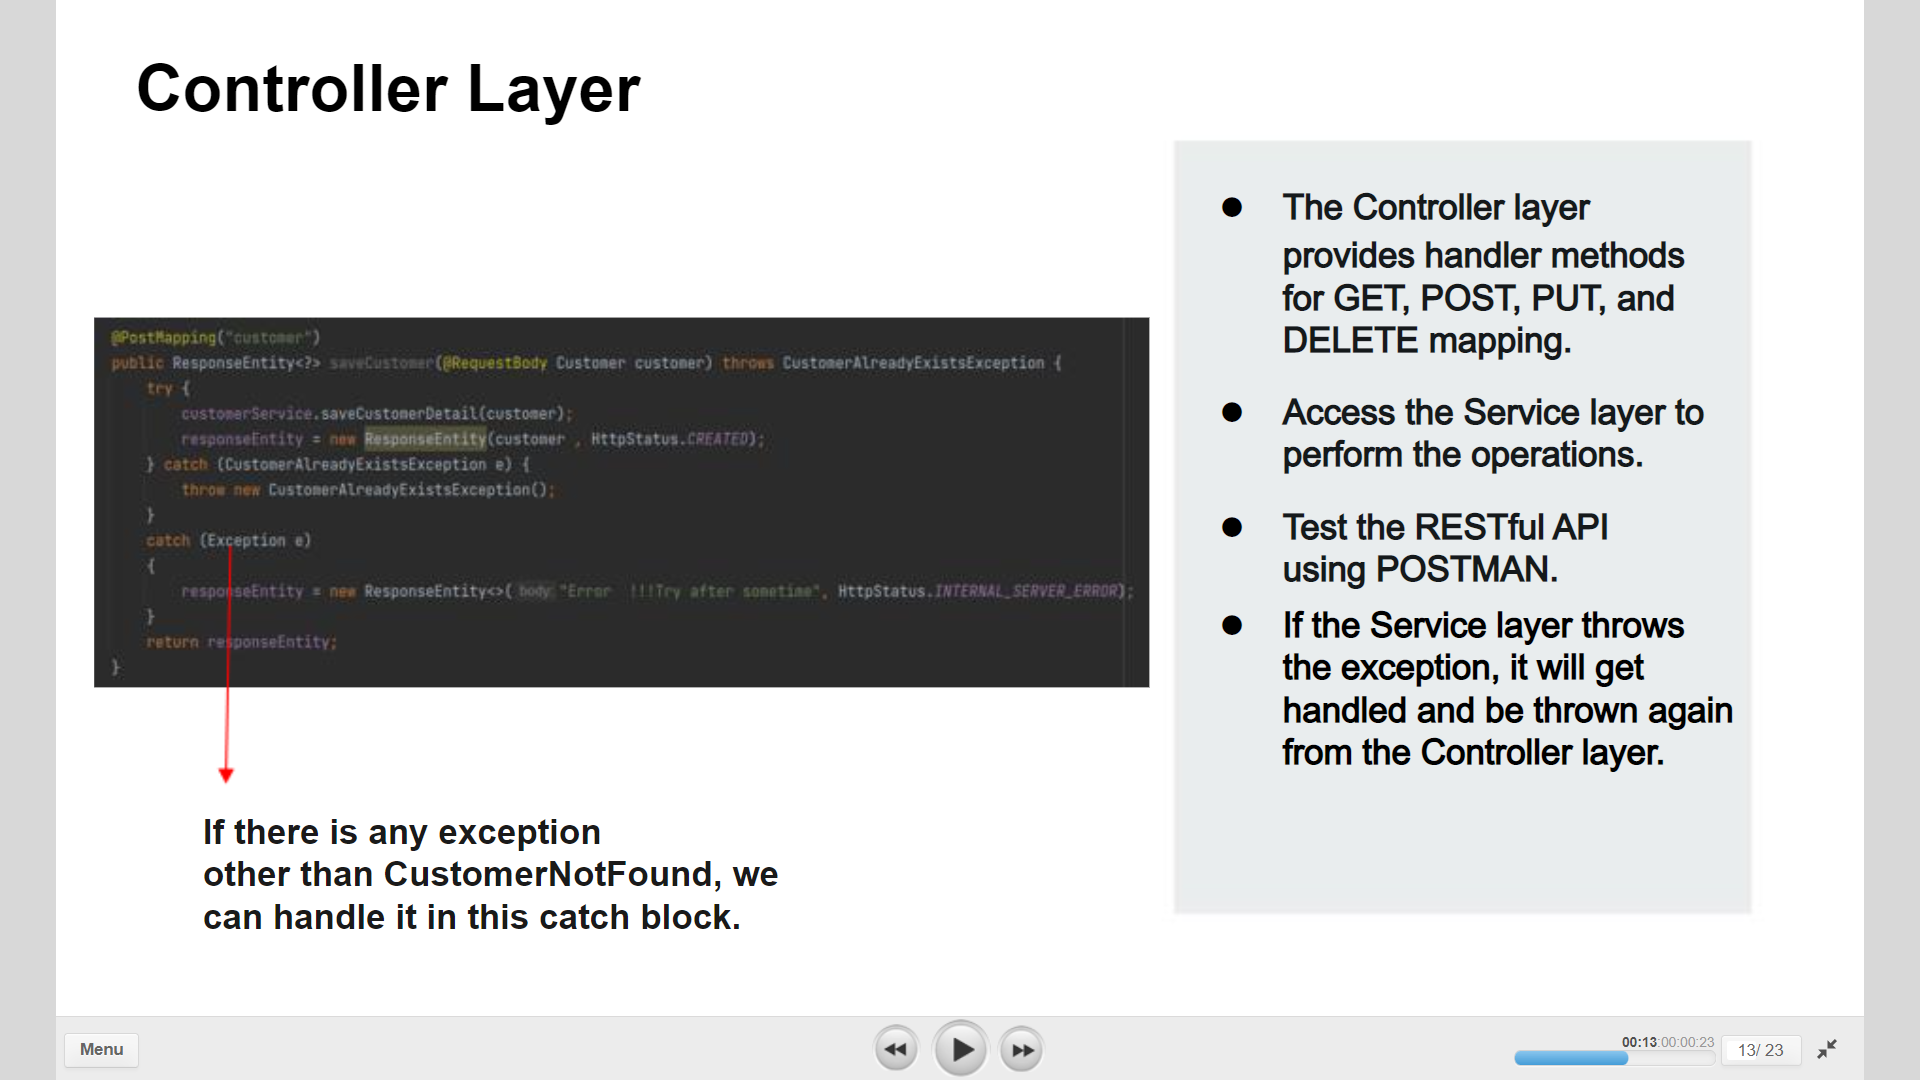 Controller Layer
@PostMapping("customer")
public ResponseEntity<?> saveCustomer(@RequestBody Customer customer) throws CustomerAlreadyExistsException {
try {
customerService.saveCustomerDetail(customer);
responseEntity = new ResponseEntity(customer , HttpStatus.CREATED);
} catch (CustomerAlreadyExistsException e) {
throw new CustomerAlreadyExistsException();
}
catch (Exception e)
{
responseEntity = new ResponseEntity<>( body: "Error !!!Try after sometime", HttpStatus.INTERNAL_SERVER_ERROR);
}
return responseEntity;
}
If there is any exception
other than CustomerNotFound, we
can handle it in this catch block.
● The Controller layer
provides handler methods
for GET, POST, PUT, and
DELETE mapping.
● Access the Service layer to
perform the operations.
● Test the RESTful API
using POSTMAN.
● If the Service layer throws
the exception, it will get
handled and be thrown again
from the Controller layer.
Menu
00:13:00:00:23
13/ 23